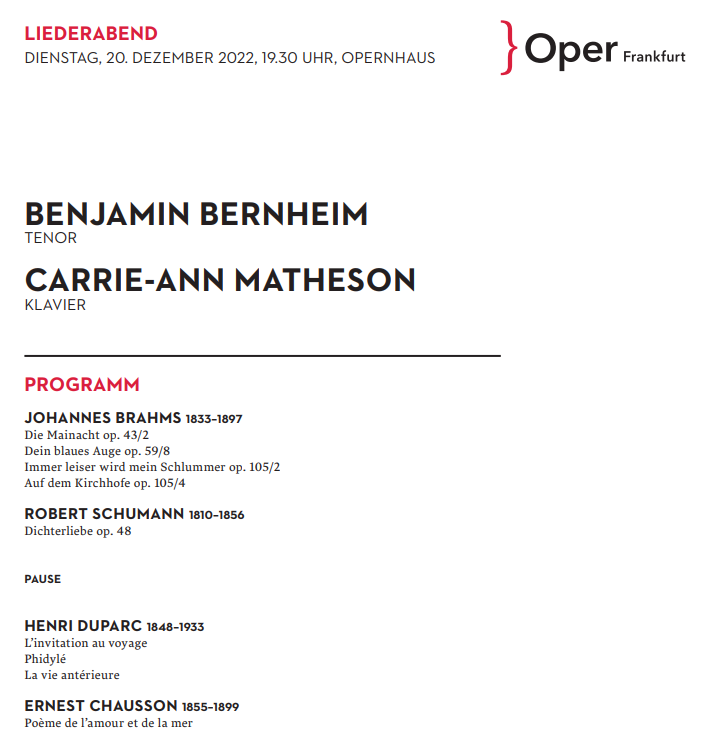 LIEDERABEND
DIENSTAG, 20. DEZEMBER 2022, 19.30 UHR, OPERNHAUS
Oper Frankfurt
BENJAMIN BERNHEIM
TENOR
CARRIE-ANN MATHESON
KLAVIER
PROGRAMM
JOHANNES BRAHMS 1833–1897
Die Mainacht op. 43/2
Dein blaues Auge op. 59/8
Immer leiser wird mein Schlummer op. 105/2
Auf dem Kirchhofe op. 105/4
ROBERT SCHUMANN 1810–1856
Dichterliebe op. 48
PAUSE
HENRI DUPARC 1848–1933
L’invitation au voyage
Phidylé
La vie antérieure
ERNEST CHAUSSON 1855–1899
Poème de l’amour et de la mer